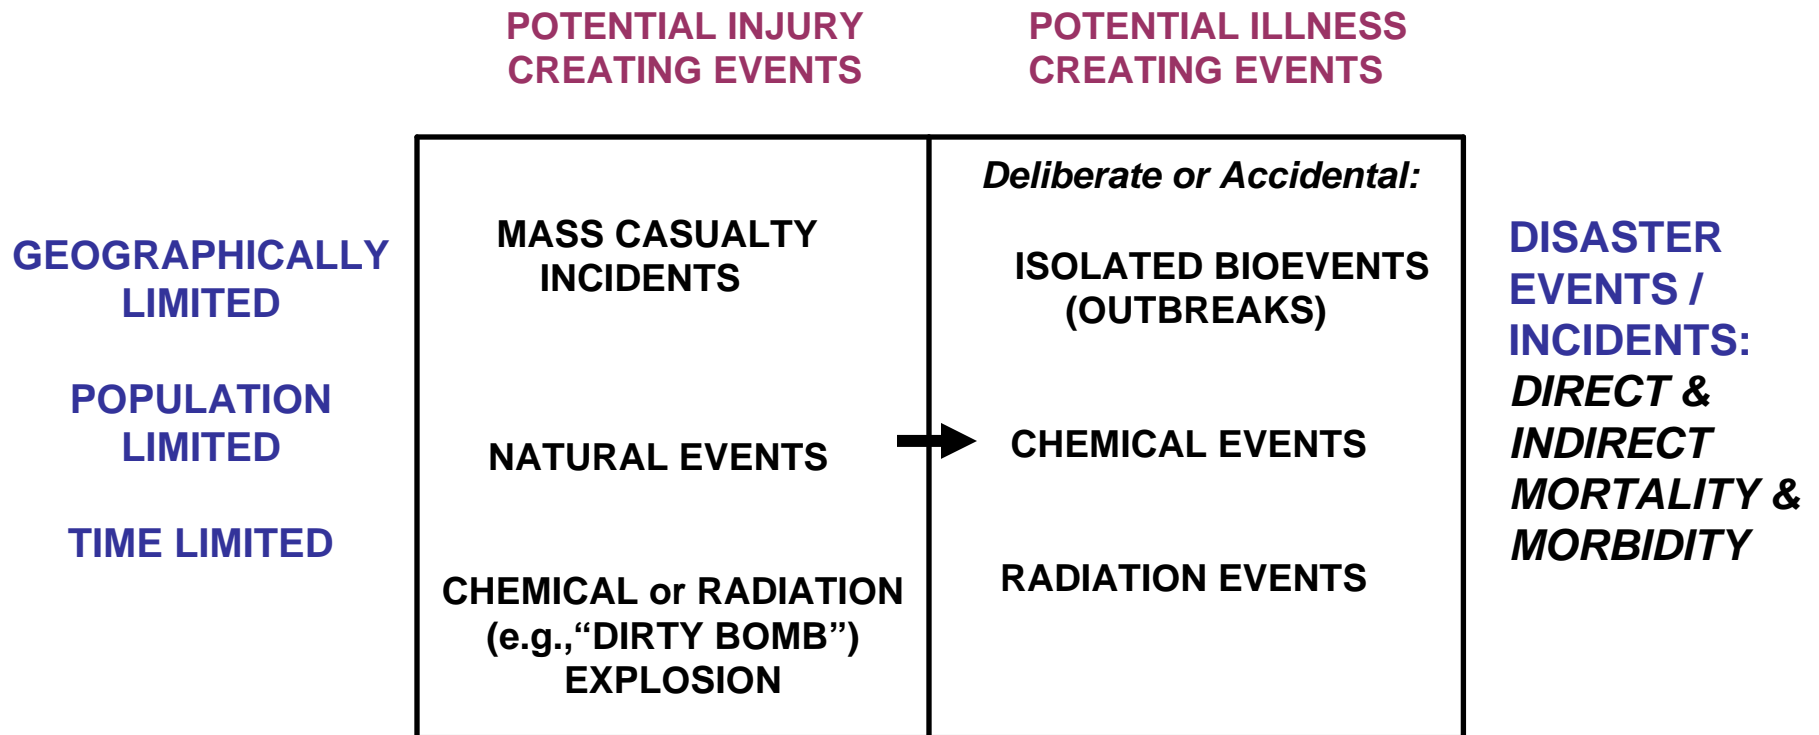 POTENTIAL INJURY
CREATING EVENTS
POTENTIAL ILLNESS
CREATING EVENTS
GEOGRAPHICALLY
LIMITED
POPULATION
LIMITED
TIME LIMITED
MASS CASUALTY
INCIDENTS
NATURAL EVENTS
CHEMICAL or RADIATION
(e.g.,“DIRTY BOMB”)
EXPLOSION
Deliberate or Accidental:
ISOLATED BIOEVENTS
(OUTBREAKS)
CHEMICAL EVENTS
RADIATION EVENTS
DISASTER
EVENTS /
INCIDENTS:
DIRECT &
INDIRECT
MORTALITY &
MORBIDITY